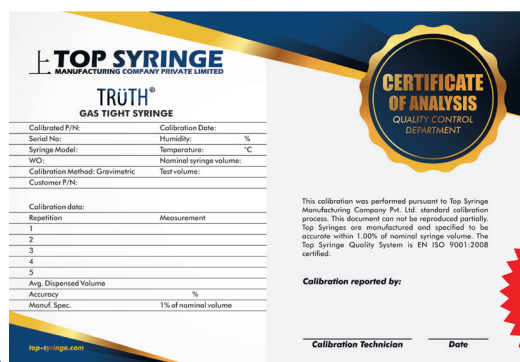 TOP SYRINGE
MANUFACTURING COMPANY PRIVATE LIMITED
TRüTH®
GAS TIGHT SYRINGE
Calibrated P/N: Calibration Date:
Serial No: Humidity: %
Syringe Model: Temperature: °C
WO: Nominal syringe volume:
Calibration Method: Gravimetric Test volume:
Customer P/N:
Calibration data:
Repetition Measurement
1
2
3
4
5
Avg. Dispensed Volume
Accuracy %
Manuf. Spec. 1% of nominal volume
top-syringe.com
CERTIFICATE
OF ANALYSIS
QUALITY CONTROL
DEPARTMENT
This calibration was performed pursuant to Top Syringe
Manufacturing Company Pvt. Ltd. standard calibration
process. This document can not be reproduced partially.
Top Syringes are manufactured and specified to be
accurate within 1.00% of nominal syringe volume. The
Top Syringe Quality System is EN ISO 9001:2008
certified.
Calibration reported by:
Calibration Technician Date